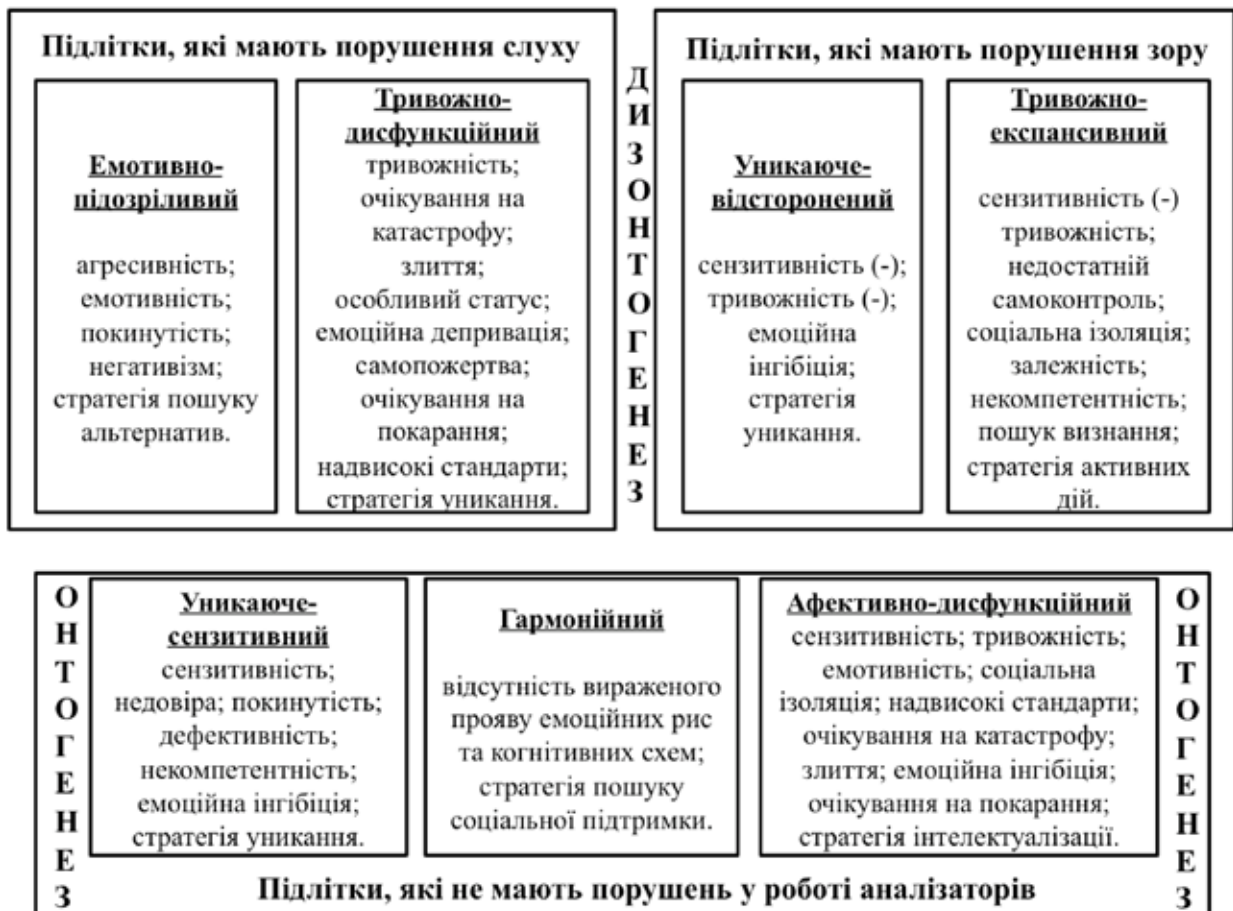 Підлітки, які мають порушення слуху
Емотивно-
підозріливий
агресивність;
емотивність;
покинутість;
негативізм;
стратегія пошуку
альтернатив.
Тривожно-
дисфункційний
тривожність;
очікування на
катастрофу;
злиття;
особливий статус;
емоційна депривація;
самопожертва;
очікування на
покарання;
надвисокі стандарти;
стратегія уникання.
ДИЗОНТОГЕНЕЗ
Підлітки, які мають порушення зору
Уникаюче-
відсторонений
сензитивність (-);
тривожність (-);
емоційна
інгібіція;
стратегія
уникання.
Тривожно-
експансивний
сензитивність (-)
тривожність;
недостатній
самоконтроль;
соціальна ізоляція;
залежність;
некомпетентність;
пошук визнання;
стратегія активних
дій.
ОНТОГЕНЕЗ
Уникаюче-
сензитивний
сензитивність;
недовіра; покинутість;
дефективність;
некомпетентність;
емоційна інгібіція;
стратегія уникання.
Гармонійний
відсутність вираженого
прояву емоційних рис
та когнітивних схем;
стратегія пошуку
соціальної підтримки.
Афективно-дисфункційний
сензитивність; тривожність;
емотивність; соціальна
ізоляція; надвисокі стандарти;
очікування на катастрофу;
злиття; емоційна інгібіція;
очікування на покарання;
стратегія інтелектуалізації.
ОНТОГЕНЕЗ
Підлітки, які не мають порушень у роботі аналізаторів